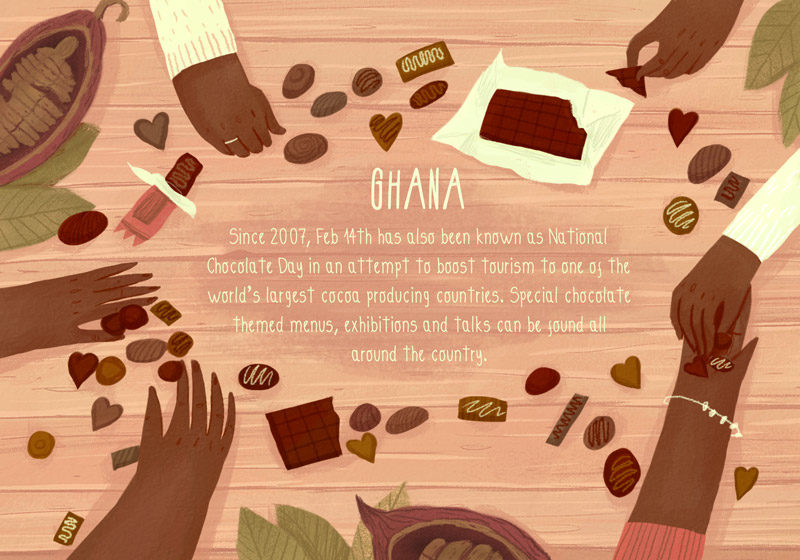 GHANA
Since 2007, Feb 14th has also been known as National
Chocolate Day in an attempt to boost tourism to one of the
world's largest cocoa producing countries. Special chocolate
themed menus, exhibitions and talks can be found all
around the country.